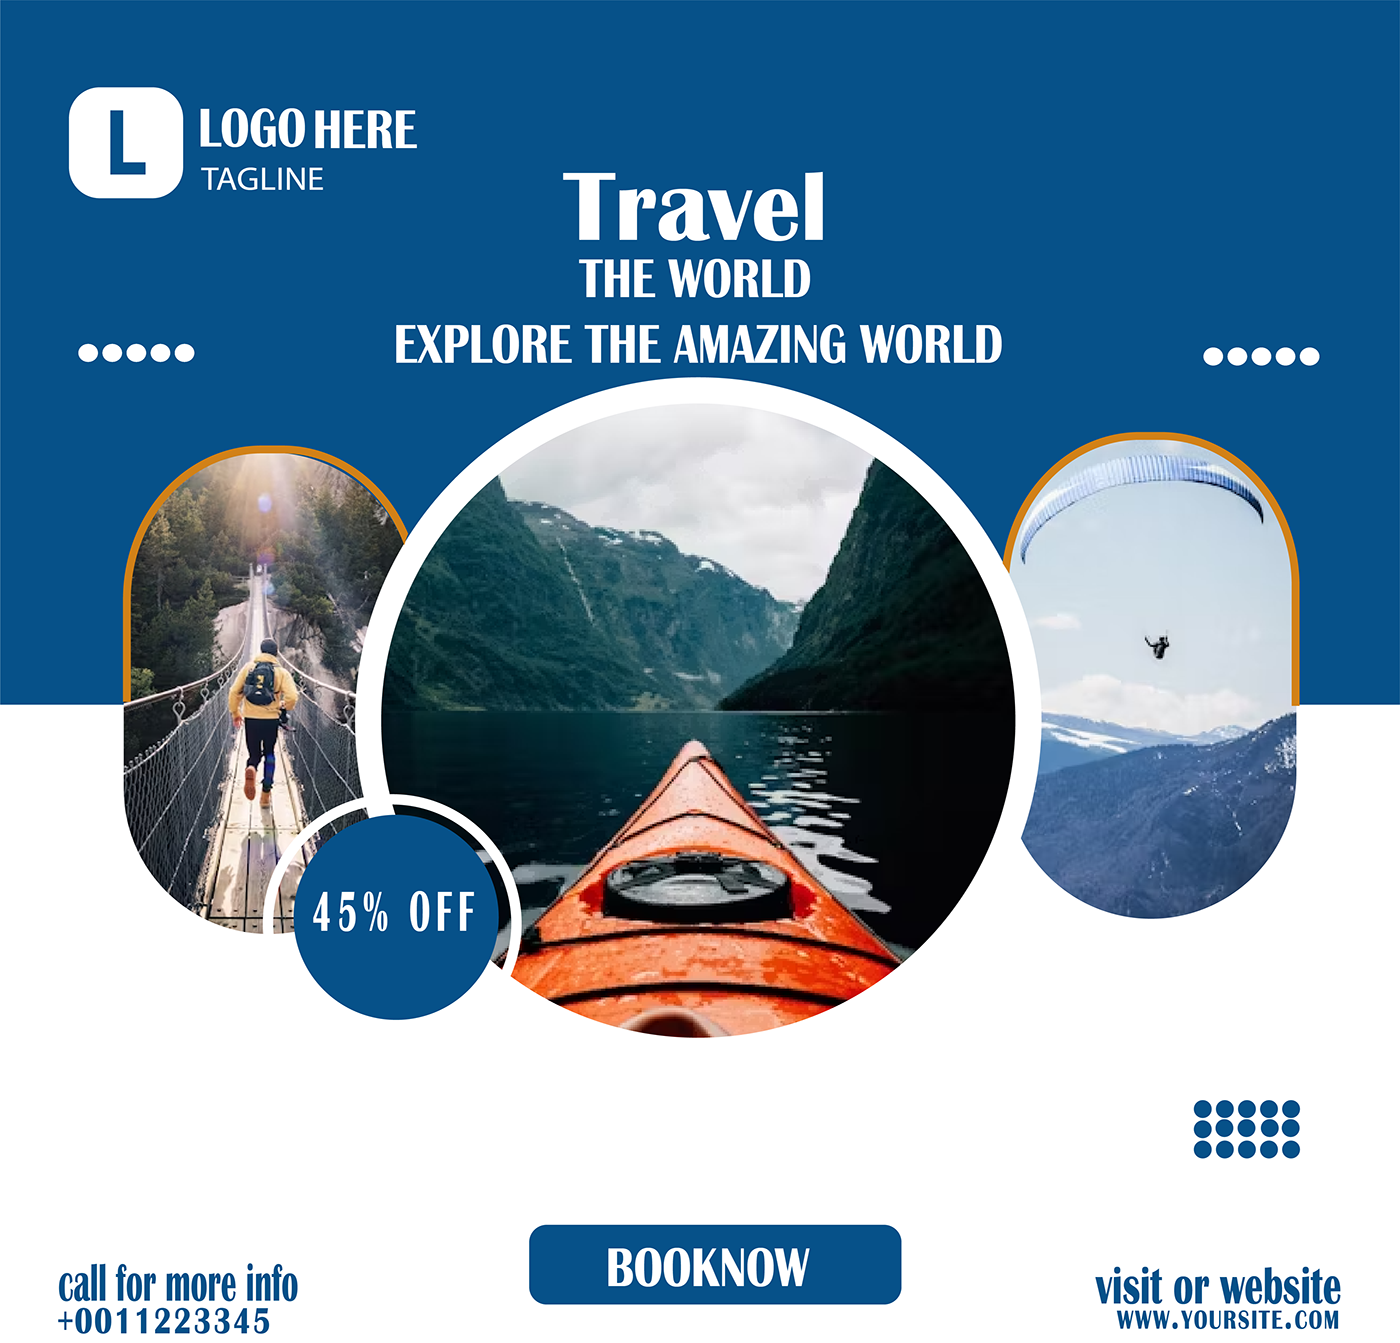 L
LOGO HERE
TAGLINE
Travel
THE WORLD
EXPLORE THE AMAZING WORLD
45% OFF
BOOKNOW
call for more info
+0011223345
visit or website
WWW.YOURSITE.COM